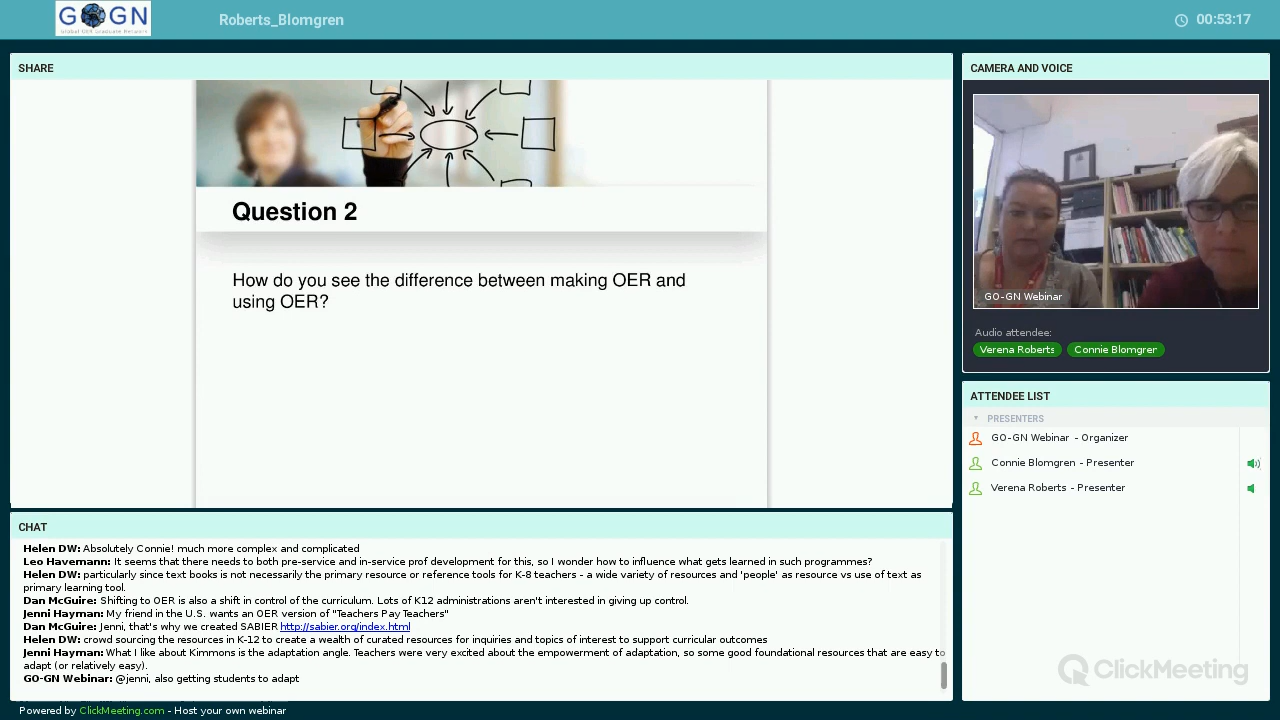 GOGN
Global OER Graduate Network
Roberts_Blomgren
00:53:17
SHARE
Question 2
How do you see the difference between making OER and
using OER?
CAMERA AND VOICE
GO-GN Webinar
Audio attendee:
Verena Roberts Connie Blomgren
ATTENDEE LIST
PRESENTERS
GO-GN Webinar - Organizer
Connie Blomgren - Presenter
Verena Roberts - Presenter
CHAT
Helen DW: Absolutely Connie! much more complex and complicated
Leo Havemann: It seems that there needs to both pre-service and in-service prof development for this, so I wonder how to influence what gets learned in such programmes?
Helen DW: particularly since text books is not necessarily the primary resource or reference tools for K-8 teachers - a wide variety of resources and 'people' as resource vs use of text as
primary learning tool.
Dan McGuire: Shifting to OER is also a shift in control of the curriculum. Lots of K12 administrations aren't interested in giving up control.
Jenni Hayman: My friend in the U.S. wants an OER version of "Teachers Pay Teachers"
Dan McGuire: Jenni, that's why we created SABIER http://sabier.org/index.html
Helen DW: crowd sourcing the resources in K-12 to create a wealth of curated resources for inquiries and topics of interest to support curricular outcomes
Jenni Hayman: What I like about Kimmons is the adaptation angle. Teachers were very excited about the empowerment of adaptation, so some good foundational resources that are easy to
adapt (or relatively easy).
GO-GN Webinar: @jenni, also getting students to adapt
ClickMeeting
Powered by ClickMeeting.com - Host your own webinar